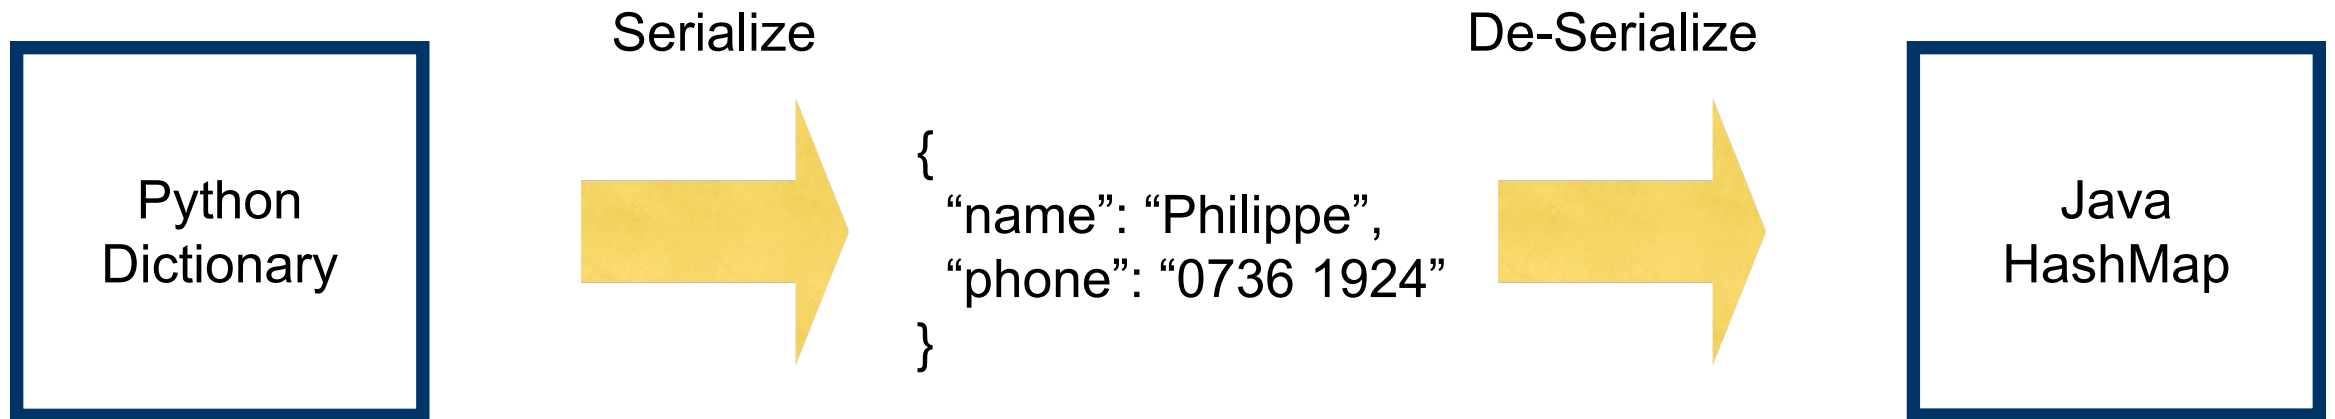 Serialize
De-Serialize
Python
Dictionary
{
“name”: “Philippe”,
“phone”: “0736 1924”
}
Java
HashMap